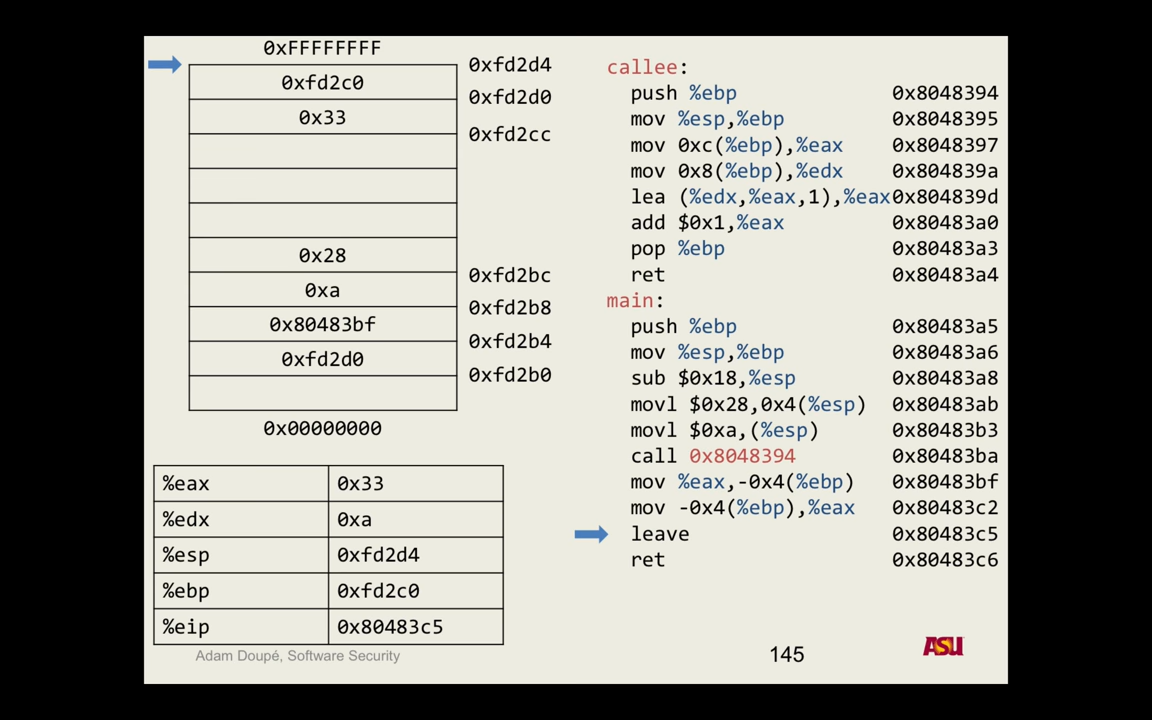 0xFFFFFFFF
0xfd2c0 0xfd2d4
0x33 0xfd2d0
0xfd2cc
0x28
0xa 0xfd2bc
0x80483bf 0xfd2b8
0xfd2d0 0xfd2b4
0xfd2b0
0x00000000
%eax 0x33
%edx 0xa
%esp 0xfd2d4
%ebp 0xfd2c0
%eip 0x80483c5
callee:
push %ebp 0x8048394
mov %esp,%ebp 0x8048395
mov 0xc(%ebp),%eax 0x8048397
mov 0x8(%ebp),%edx 0x804839a
lea (%edx,%eax,1),%eax0x804839d
add $0x1,%eax 0x80483a0
pop %ebp 0x80483a3
ret 0x80483a4
main:
push %ebp 0x80483a5
mov %esp,%ebp 0x80483a6
sub $0x18,%esp 0x80483a8
movl $0x28,0x4(%esp) 0x80483ab
movl $0xa,(%esp) 0x80483b3
call 0x8048394 0x80483ba
mov %eax,-0x4(%ebp) 0x80483bf
mov -0x4(%ebp),%eax 0x80483c2
leave 0x80483c5
ret 0x80483c6
Adam Doupé, Software Security
145
ASU